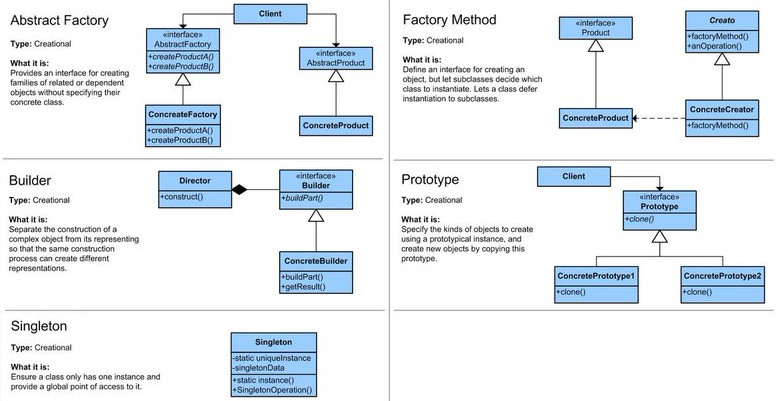 Abstract Factory
Type: Creational
What it is:
Provides an interface for creating
families of related or dependent
objects without specifying their
concrete class.
Client
«interface»
AbstractFactory
+createProductA()
+createProductB()
«interface»
AbstractProduct
ConcreateFactory
+createProductA()
+createProductB()
ConcreteProduct
Factory Method
Type: Creational
What it is:
Define an interface for creating an
object, but let subclasses decide which
class to instantiate. Lets a class defer
instantiation to subclasses.
«interface»
Product
Creato
+factoryMethod()
+anOperation()
ConcreteProduct
ConcreteCreator
+factoryMethod()
Builder
Type: Creational
What it is:
Separate the construction of a
complex object from its representing
so that the same construction
process can create different
representations.
Director
+construct()
«interface»
Builder
+buildPart()
ConcreteBuilder
+buildPart()
+getResult()
Prototype
Type: Creational
What it is:
Specify the kinds of objects to create
using a prototypical instance, and
create new objects by copying this
prototype.
Client
«interface»
Prototype
+clone()
ConcretePrototype1
+clone()
ConcretePrototype2
+clone()
Singleton
Type: Creational
What it is:
Ensure a class only has one instance and
provide a global point of access to it.
Singleton
-static uniqueInstance
-singletonData
+static instance()
+SingletonOperation()